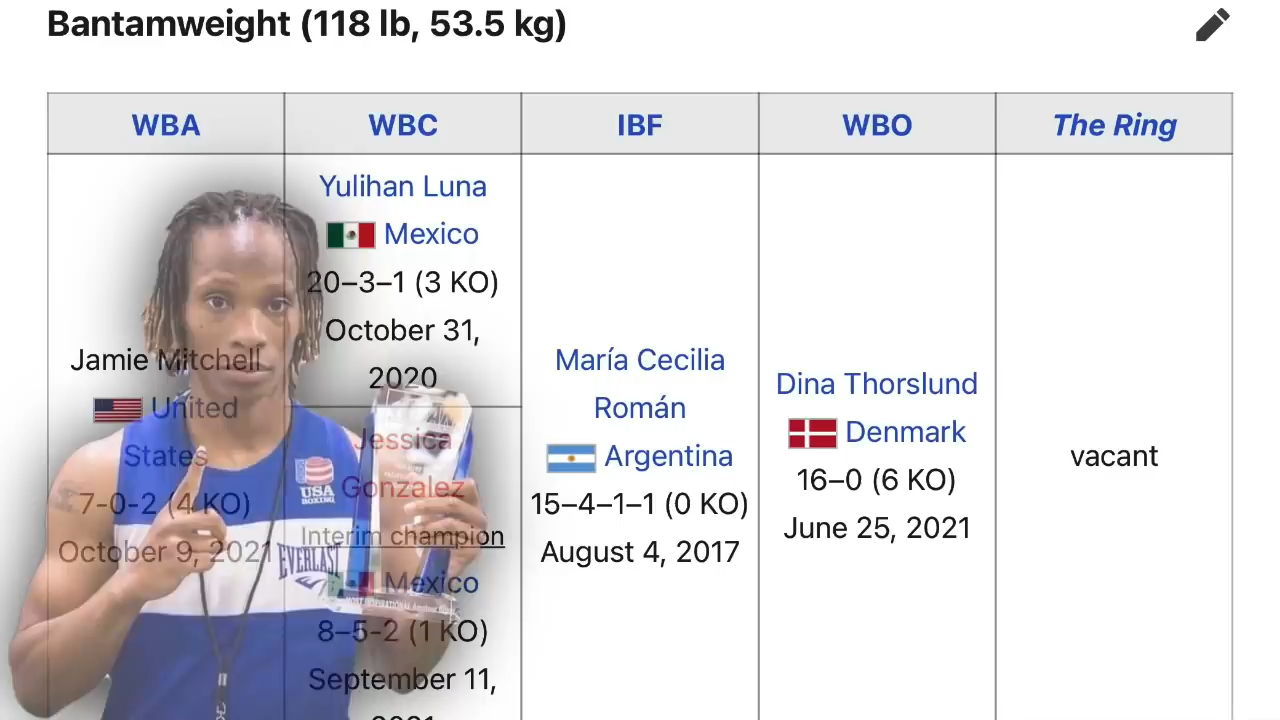 Bantamweight (118 lb, 53.5 kg)
WBA
WBC
IBF
WBO
The Ring
Jamie Mitchell
United
States
7-0-2 (4 KO)
October 9, 2021
Yulihan Luna
Mexico
20–3–1 (3 KO)
October 31,
2020
Jessica
Gonzalez
Interim champion
Mexico
8–5-2 (1 KO)
September 11,
2021
María Cecilia
Román
Argentina
15–4–1–1 (0 KO)
August 4, 2017
Dina Thorslund
Denmark
16–0 (6 KO)
June 25, 2021
vacant
USA
BOXING
EVERLAST